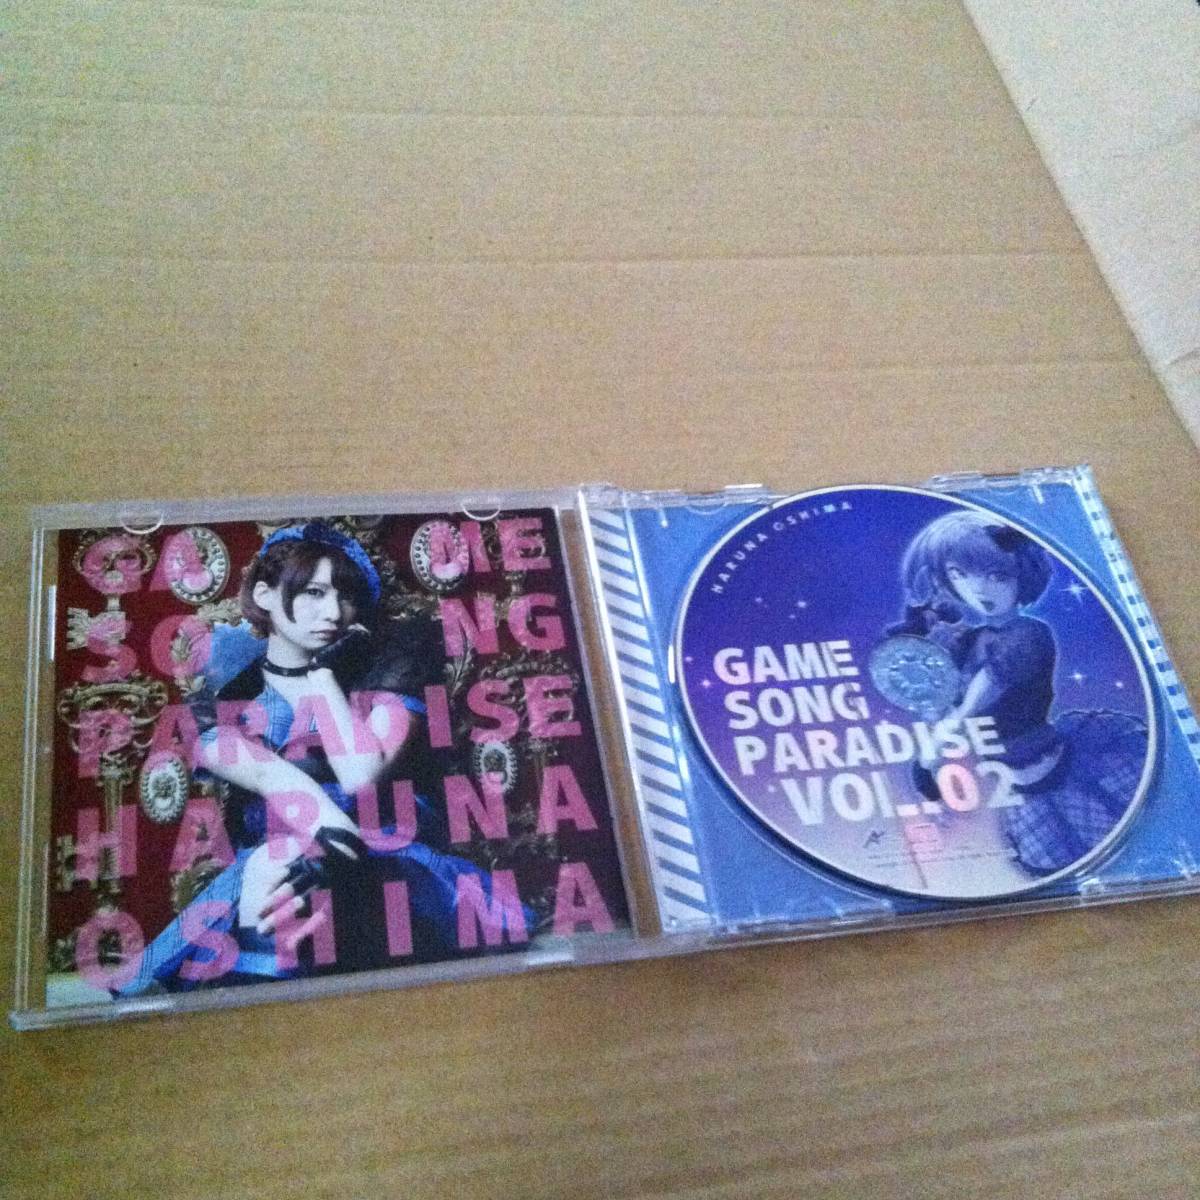 GA ME
SO NG
PARADISE
HARUNA
OSHIMA
HARUNA OSHIMA
GAME
SONG
PARADISE
VOL.02